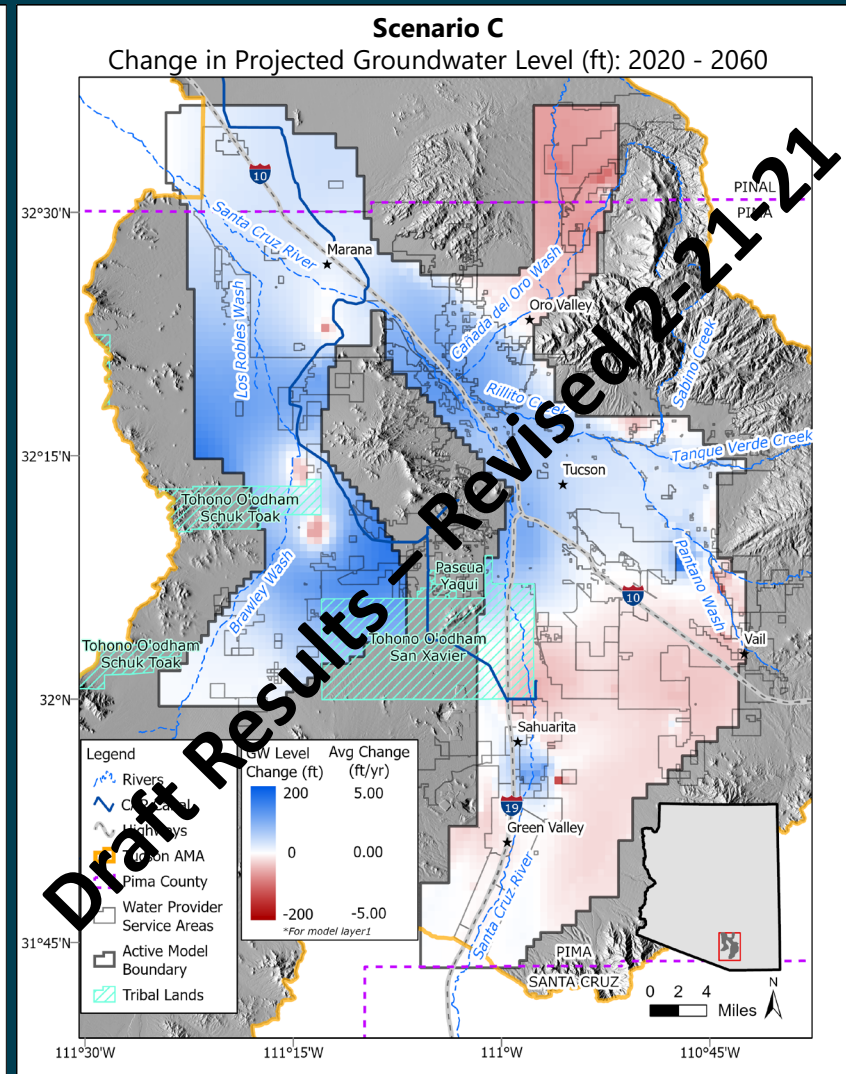 Scenario C
Change in Projected Groundwater Level (ft): 2020 - 2060
32°30'N
32°15'N
32°N
31°45'N
111°30'W
111°15'W
111°W
110°45'W
10
PINAL
PIMA
Santa Cruz River
Marana
Cañada del Oro Wash
Oro Valley
Los Robles Wash
Sabino Creek
Rillito Creek
Tanque Verde Creek
Tucson
Tohono O'odham
Schuk Toak
Pantano Wash
Pascua
Yaqui
Brawley Wash
10
Tohono O'odham
San Xavier
Vail
Tohono O'odham
Schuk Toak
Sahuarita
19
Green Valley
Santa Cruz River
PIMA
SANTA CRUZ
Draft Results – Revised 2-21-21
Legend
Rivers
CAP Canal
Highways
Tucson AMA
Pima County
Water Provider
Service Areas
Active Model
Boundary
Tribal Lands
GW Level
Change (ft)
Avg Change
(ft/yr)
200 5.00
0 0.00
-200 -5.00
*For model layer1
0 2 4 Miles
N